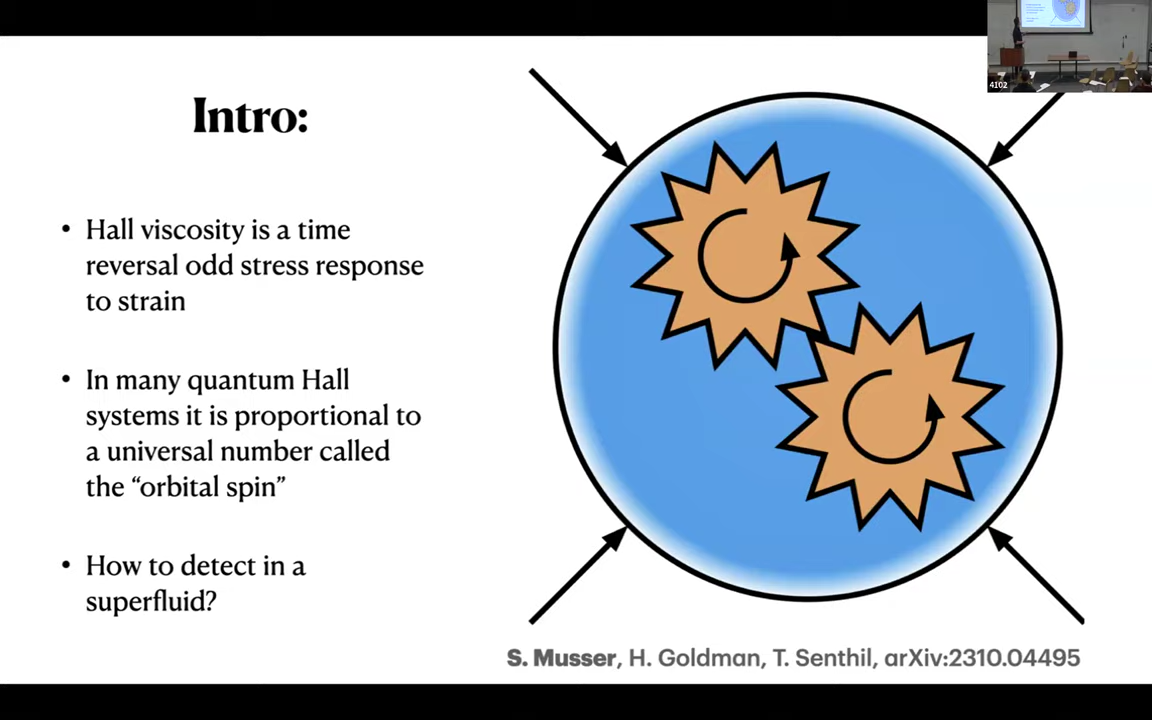 Intro:
• Hall viscosity is a time
reversal odd stress response
to strain
• In many quantum Hall
systems it is proportional to
a universal number called
the “orbital spin”
• How to detect in a
superfluid?
S. Musser, H. Goldman, T. Senthil, arXiv:2310.04495
4102